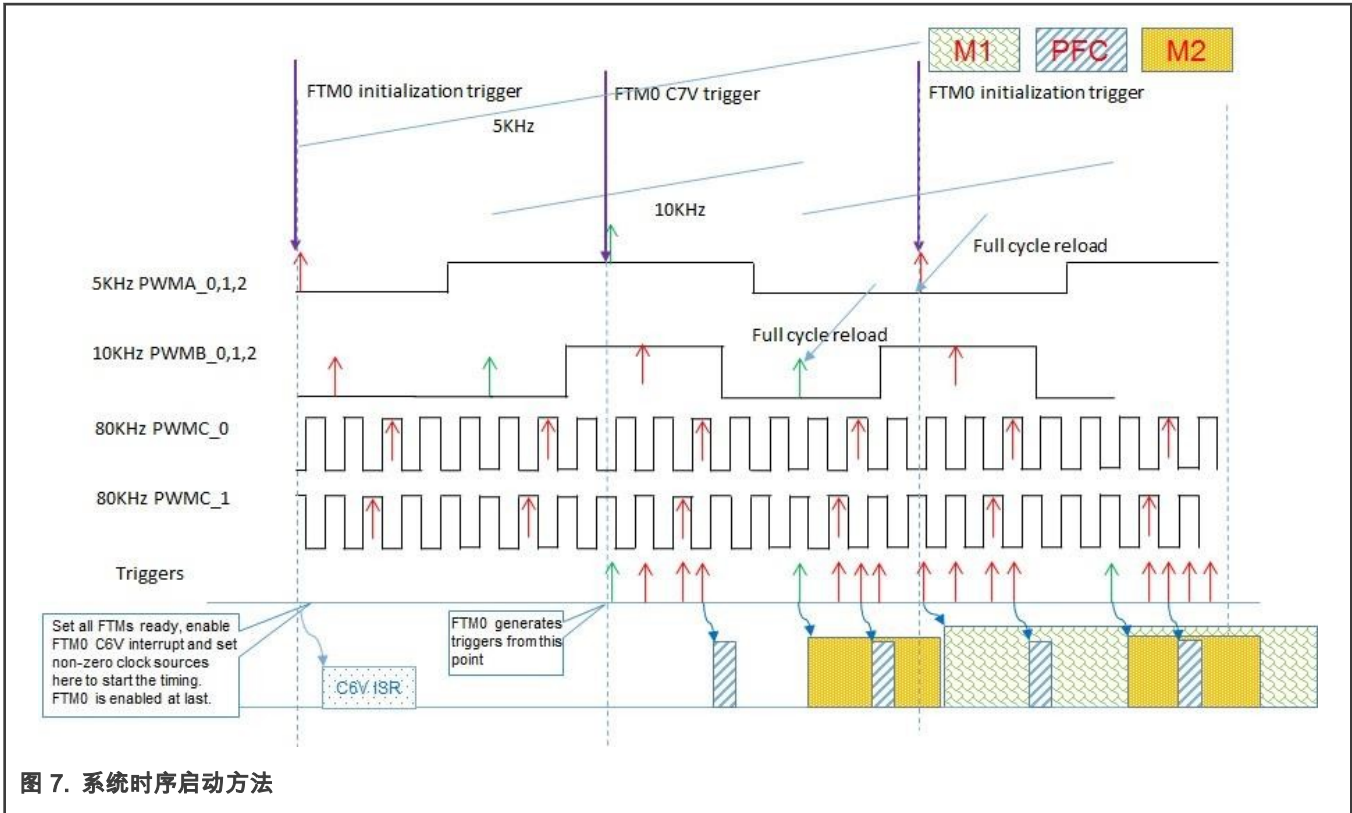 M1
PFC
M2
FTM0 initialization trigger
FTM0 C7V trigger
FTM0 initialization trigger
5KHz
10KHz
Full cycle reload
5KHz PWMA_0,1,2
Full cycle reload
10KHz PWMB_0,1,2
80KHz PWMC_0
80KHz PWMC_1
Triggers
Set all FTMs ready, enable
FTM0 C6V interrupt and set
non-zero clock sources
here to start the timing.
FTM0 is enabled at last.
FTM0 generates
triggers from this
point
C6V ISR
图 7. 系统时序启动方法